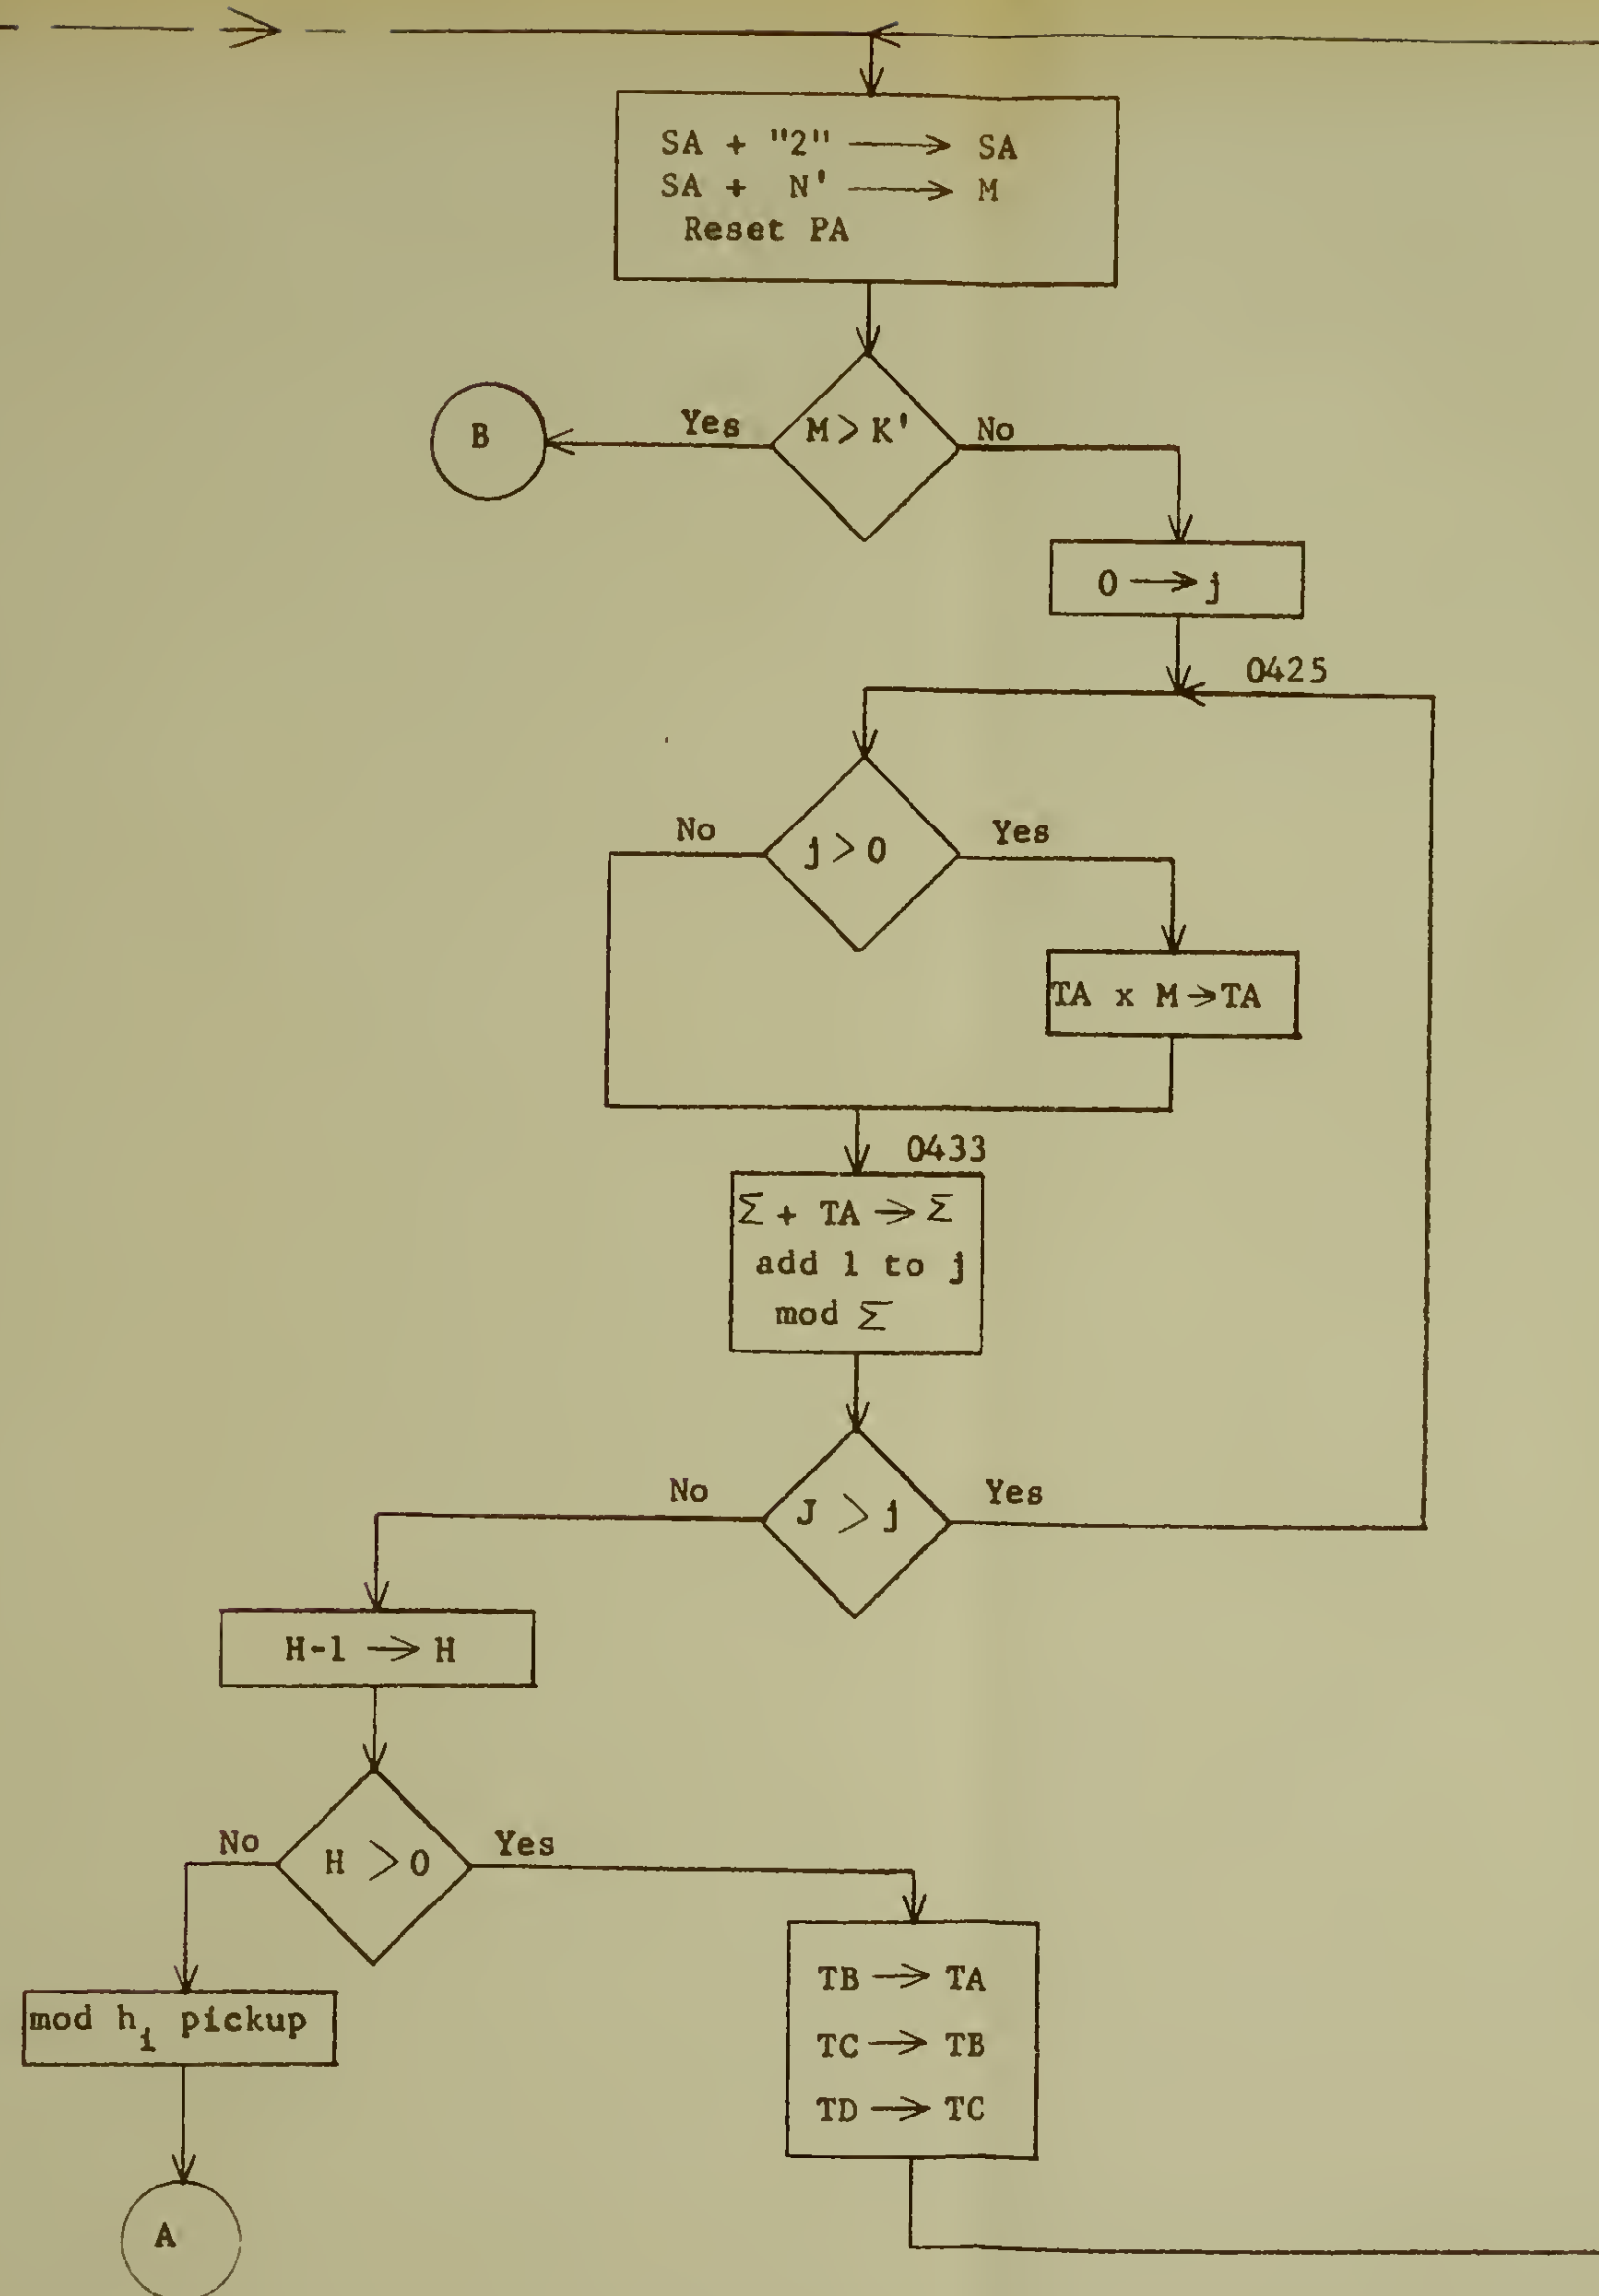 SA + "2" ⟶ SA
SA + N' ⟶ M
Reset PA
B
Yes
M > K'
No
0 ⟶ j
0425
No
j > 0
Yes
TA x M → TA
0433
Σ + TA → Σ
add 1 to j
mod Σ
No
J > j
Yes
H-1 → H
No
H > 0
Yes
TB → TA
mod hi pickup
TC → TB
TD → TC
A